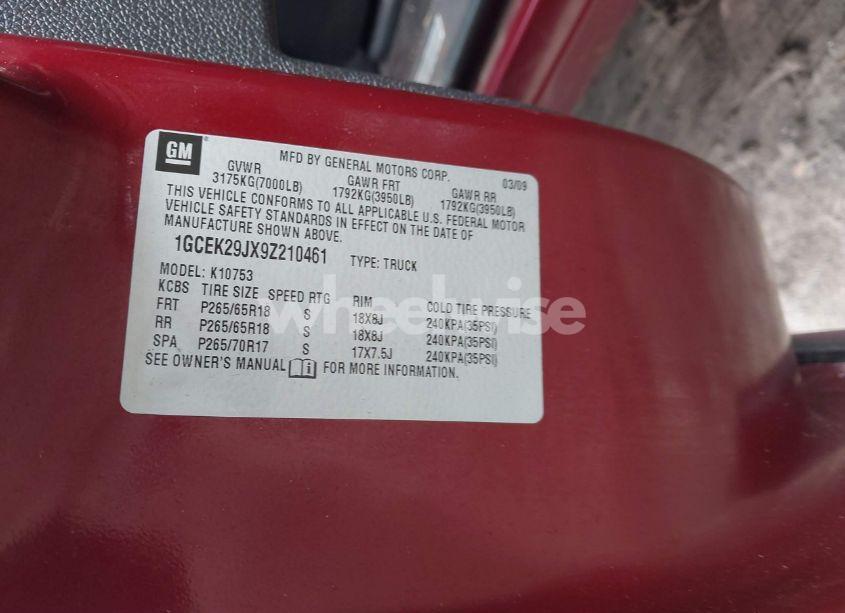 GM
MFD BY GENERAL MOTORS CORP. 03/09
GVWR GAWR FRT GAWR RR
3175KG(7000LB) 1792KG(3950LB) 1792KG(3950LB)
THIS VEHICLE CONFORMS TO ALL APPLICABLE U.S. FEDERAL MOTOR
VEHICLE SAFETY STANDARDS IN EFFECT ON THE DATE OF
MANUFACTURE SHOWN ABOVE.
1GCEK29JX9Z210461 TYPE: TRUCK
MODEL: K10753
KCBS TIRE SIZE SPEED RTG RIM COLD TIRE PRESSURE
FRT P265/65R18 S 18X8J 240KPA(35PSI)
RR P265/65R18 S 18X8J 240KPA(35PSI)
SPA P265/70R17 S 17X7.5J 240KPA(35PSI)
SEE OWNER'S MANUAL FOR MORE INFORMATION.
wheelwise